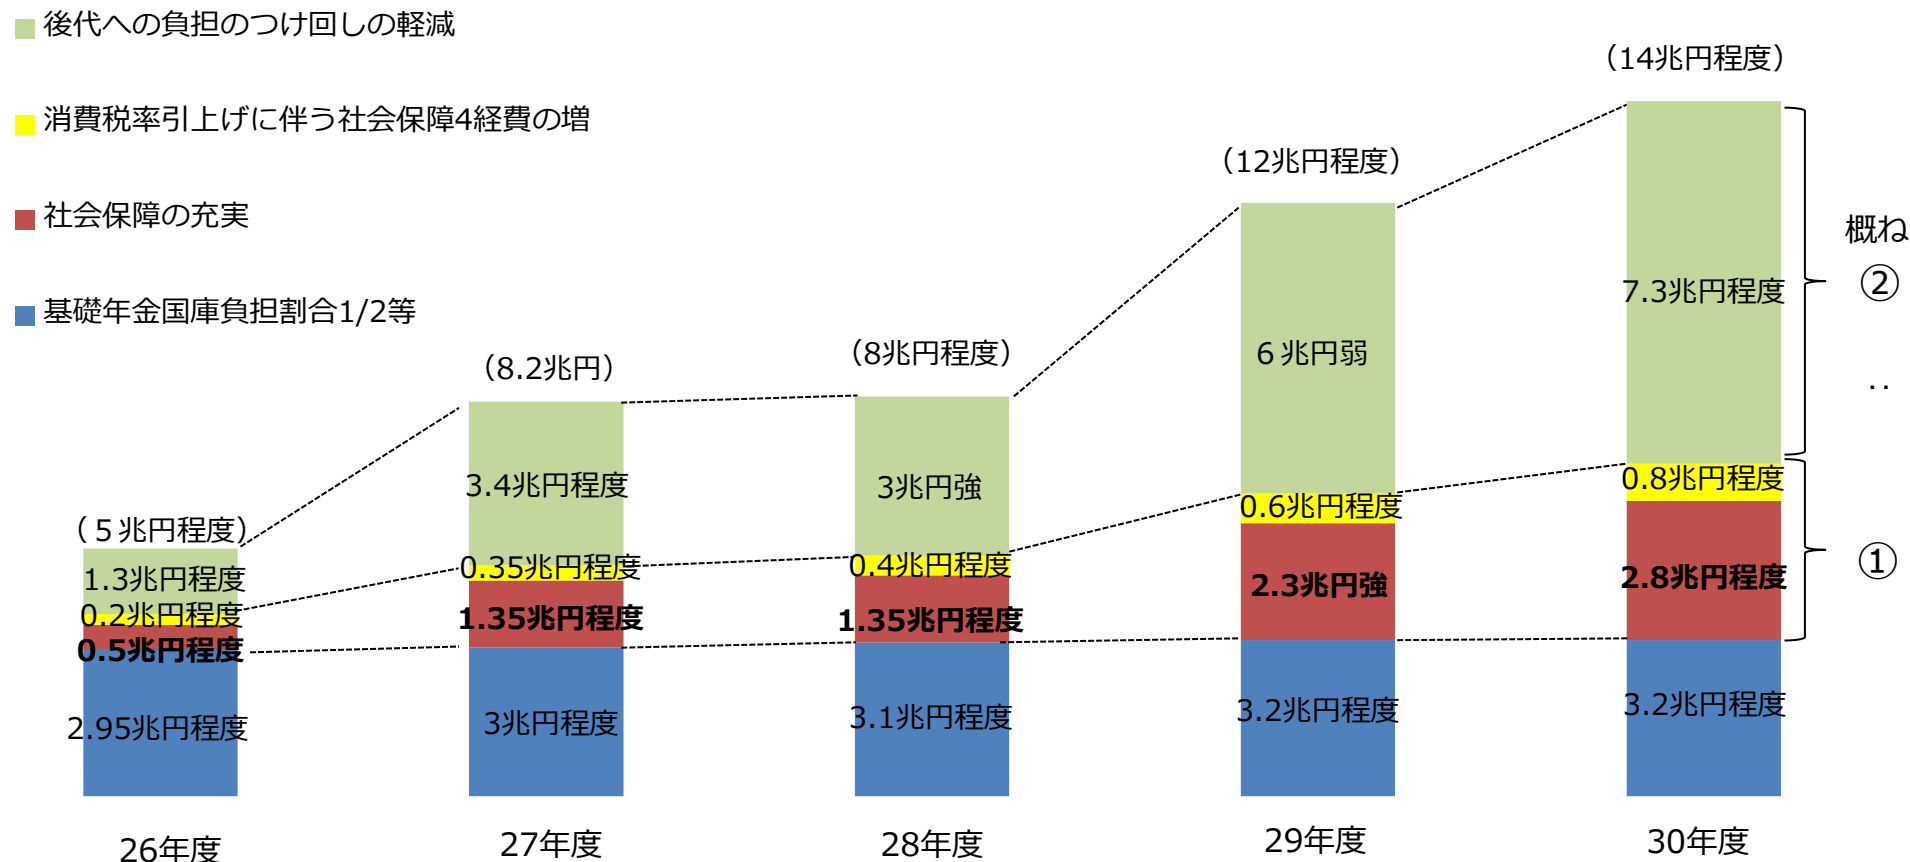 後代への負担のつけ回しの軽減
消費税率引上げに伴う社会保障4経費の増
社会保障の充実
基礎年金国庫負担割合1/2等
（５兆円程度）
1.3兆円程度
0.2兆円程度
0.5兆円程度
2.95兆円程度
26年度
（8.2兆円）
3.4兆円程度
0.35兆円程度
1.35兆円程度
3兆円程度
27年度
（8兆円程度）
3兆円強
0.4兆円程度
1.35兆円程度
3.1兆円程度
28年度
（12兆円程度）
６兆円弱
0.6兆円程度
2.3兆円強
3.2兆円程度
29年度
（14兆円程度）
7.3兆円程度
0.8兆円程度
2.8兆円程度
3.2兆円程度
30年度
概ね
②
‥
①